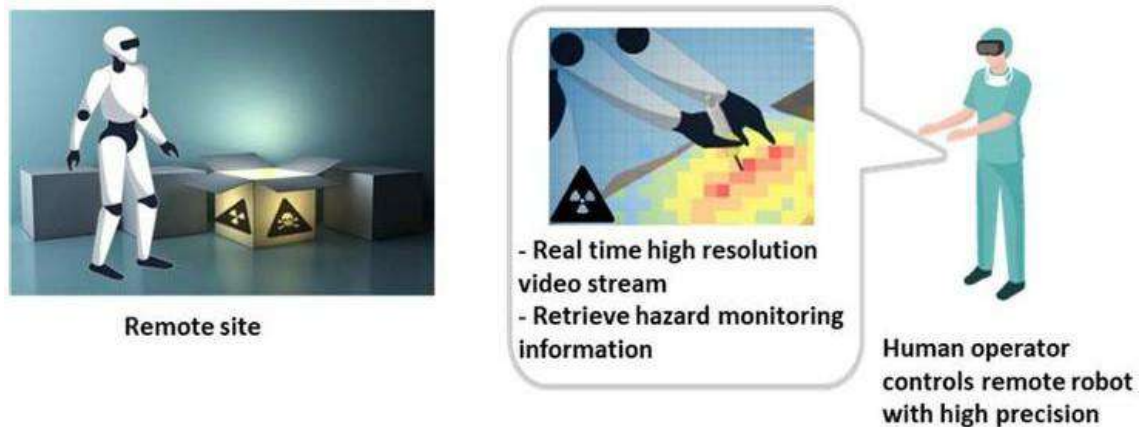 Remote site
- Real time high resolution
video stream
- Retrieve hazard monitoring
information
Human operator
controls remote robot
with high precision